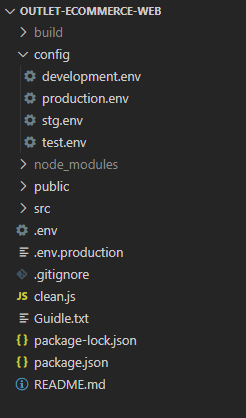 OUTLET-ECOMMERCE-WEB
build
config
development.env
production.env
stg.env
test.env
node_modules
public
src
.env
.env.production
.gitignore
JS clean.js
Guidle.txt
package-lock.json
package.json
README.md